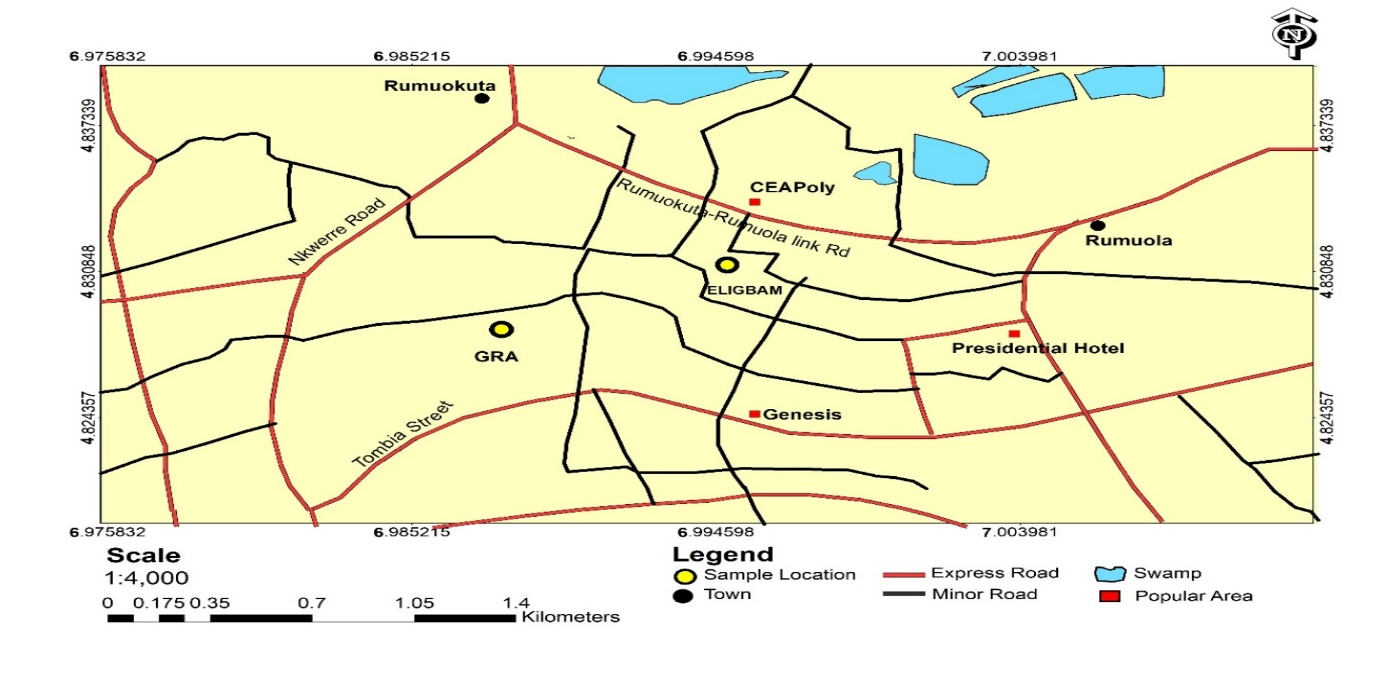 N
6.975832 6.985215 6.994598 7.003981
Rumuokuta
4.837339 4.837339
CEAPoly
Rumuokuta-Rumuola link Rd
Nkwerre Road
Rumuola
4.830848 4.830848
ELIGBAM
GRA
Presidential Hotel
4.824357 4.824357
Genesis
Tombia Street
6.975832 6.985215 6.994598 7.003981
Scale
1:4,000
0 0.175 0.35 0.7 1.05 1.4
Kilometers
Legend
Sample Location Express Road Swamp
Town Minor Road Popular Area